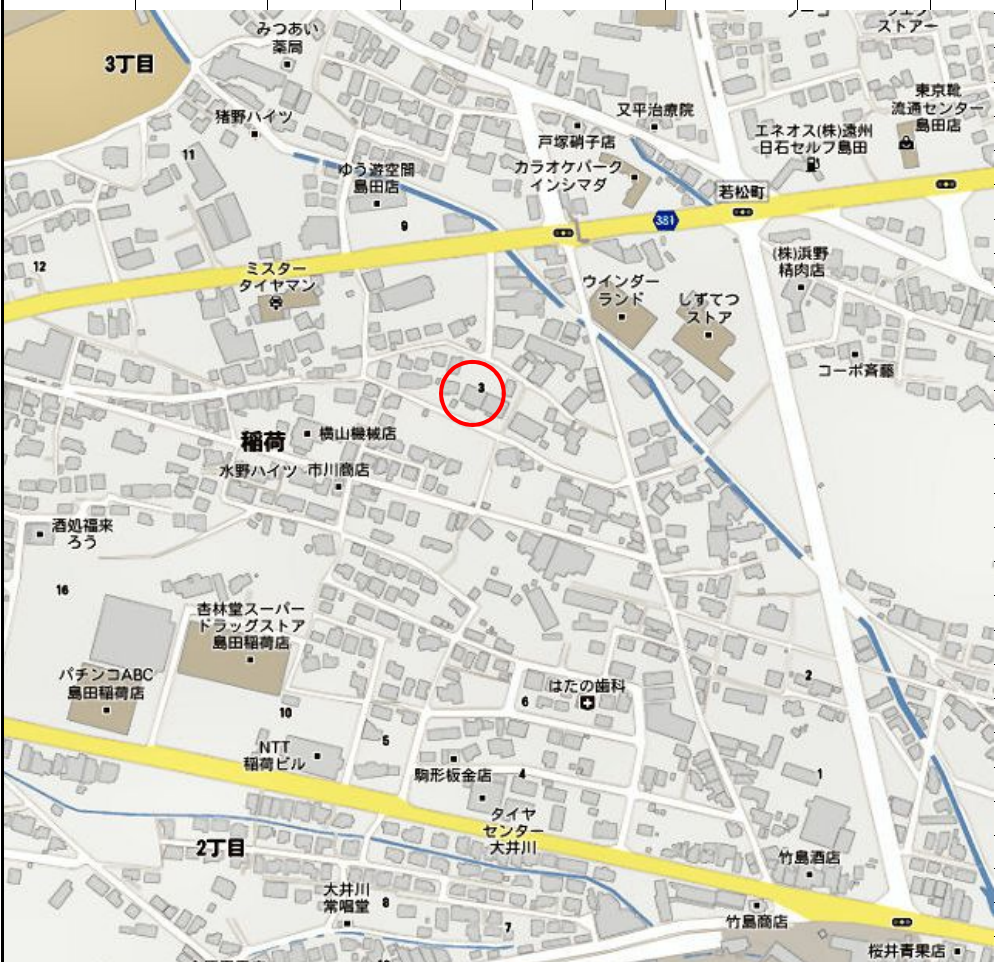 ストアー
みつあい
薬局
3丁目
東京靴
流通センター
島田店
猪野ハイツ
又平治療院
戸塚硝子店
エネオス(株)遠州
日石セルフ島田
11
ゆう遊空間
島田店
カラオケパーク
インシマダ
若松町
9
381
12
ミスター
タイヤマン
(株)浜野
精肉店
ウインダー
ランド
しずてつ
ストア
コーポ斉藤
3
稲荷
横山機械店
水野ハイツ
市川商店
酒処福来
ろう
16
杏林堂スーパー
ドラッグストア
島田稲荷店
パチンコABC
島田稲荷店
はたの歯科
2
6
10
5
NTT
稲荷ビル
駒形板金店
4
1
タイヤ
センター
大井川
2丁目
竹島酒店
大井川
常唱堂
8
竹島商店
7
桜井青果店